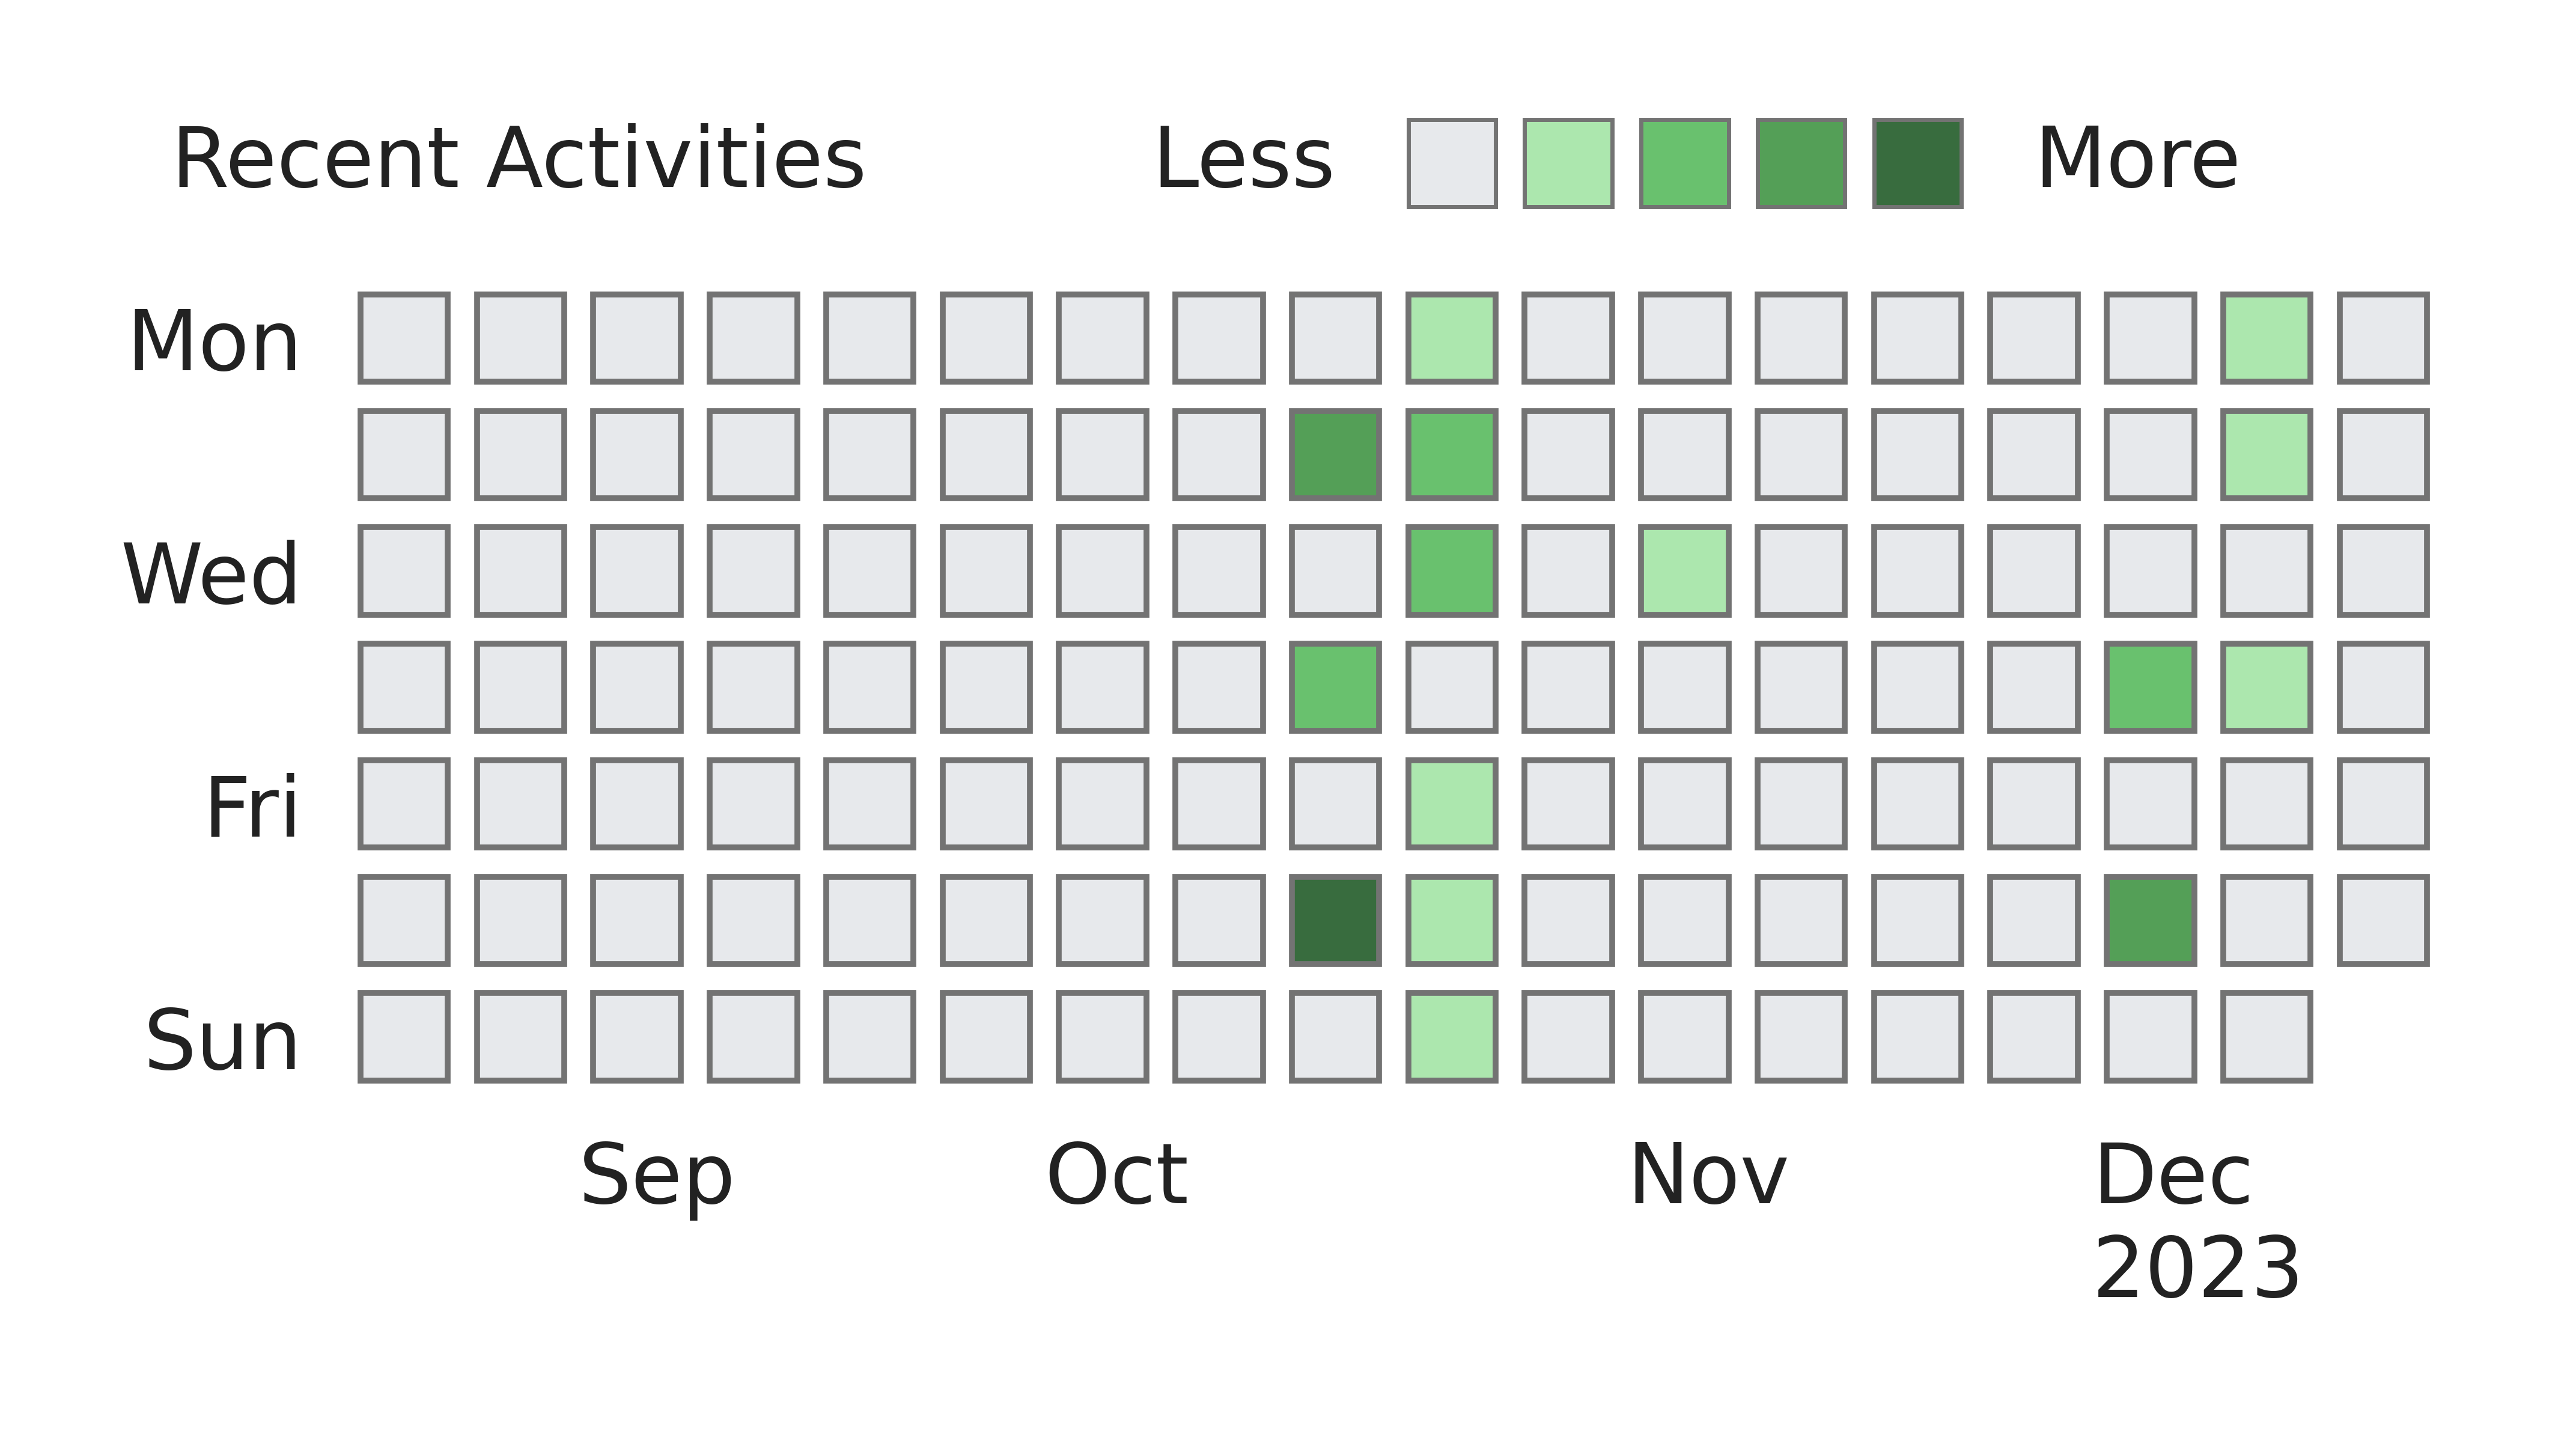 Recent Activities
Less
More
Mon
Wed
Fri
Sun
Sep
Oct
Nov
Dec
2023